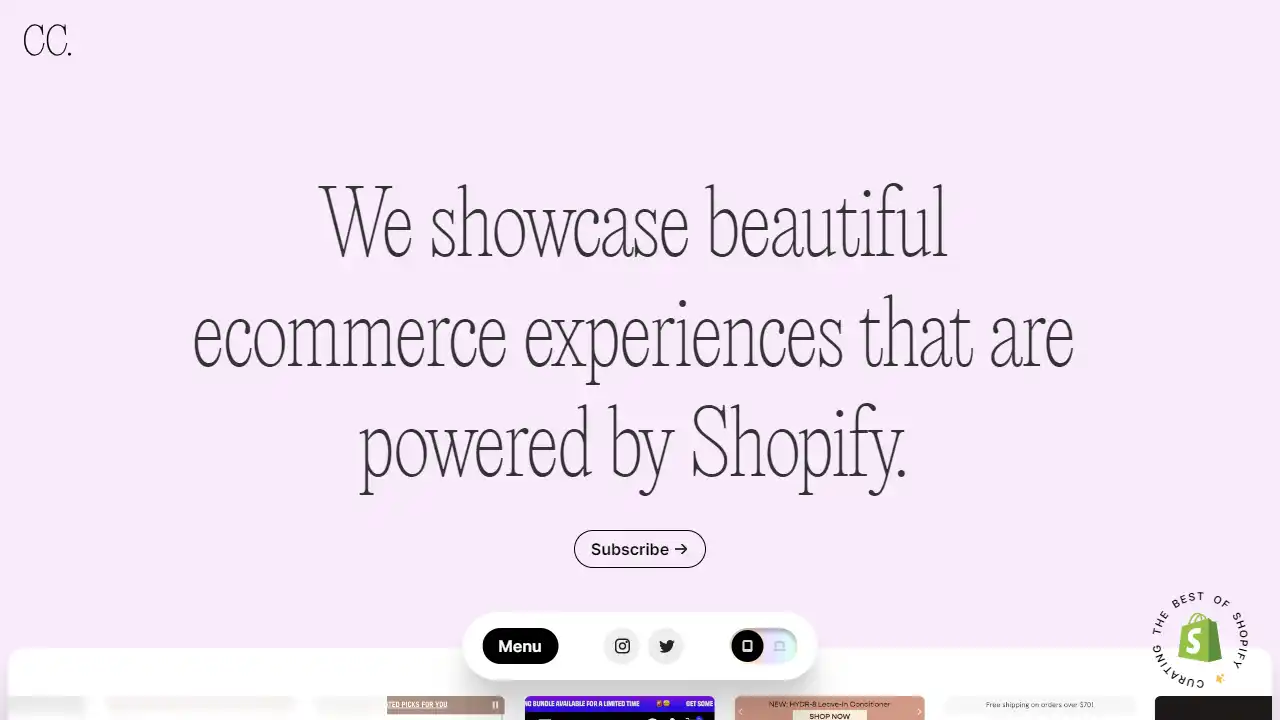 CC.
We showcase beautiful
ecommerce experiences that are
powered by Shopify.
Subscribe →
CURATING THE BEST OF SHOPIFY
Menu
TED PICKS FOR YOU
NG BUNDLE AVAILABLE FOR A LIMITED TIME
GET SOME
NEW: HYDR-8 Leave-In Conditioner
SHOP NOW
Free shipping on orders over $70!